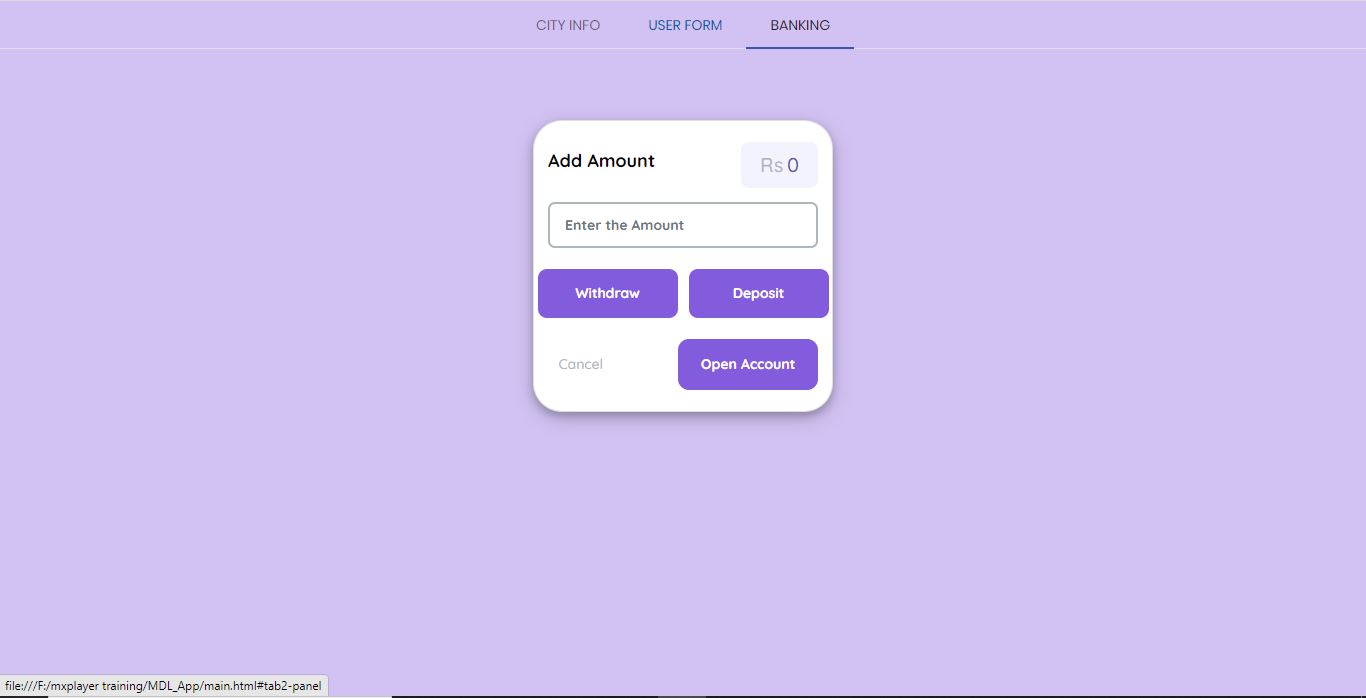 CITY INFO USER FORM BANKING
Add Amount Rs 0
Enter the Amount
Withdraw Deposit
Cancel Open Account
file:///F:/mxplayer training/MDL_App/main.html#tab2-panel